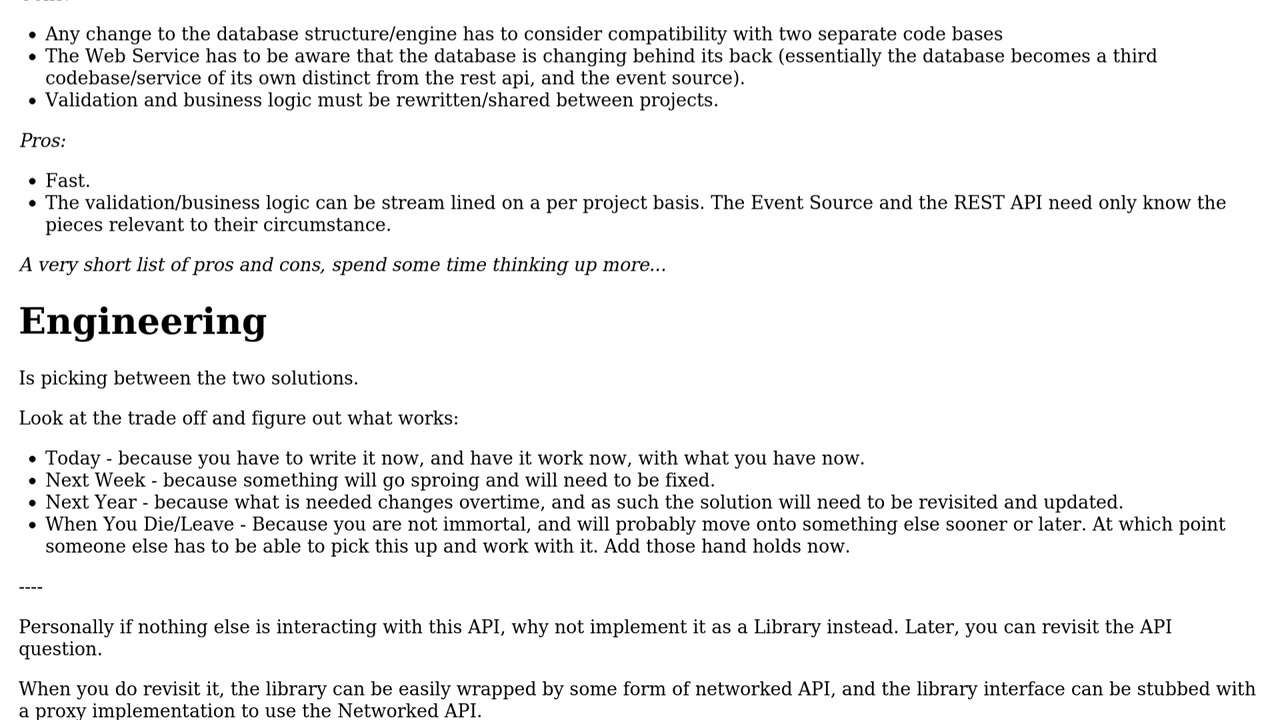 Any change to the database structure/engine has to consider compatibility with two separate code bases
The Web Service has to be aware that the database is changing behind its back (essentially the database becomes a third
codebase/service of its own distinct from the rest api, and the event source).
Validation and business logic must be rewritten/shared between projects.
Pros:
Fast.
The validation/business logic can be stream lined on a per project basis. The Event Source and the REST API need only know the
pieces relevant to their circumstance.
A very short list of pros and cons, spend some time thinking up more...
Engineering
Is picking between the two solutions.
Look at the trade off and figure out what works:
Today - because you have to write it now, and have it work now, with what you have now.
Next Week - because something will go sproing and will need to be fixed.
Next Year - because what is needed changes overtime, and as such the solution will need to be revisited and updated.
When You Die/Leave - Because you are not immortal, and will probably move onto something else sooner or later. At which point
someone else has to be able to pick this up and work with it. Add those hand holds now.
----
Personally if nothing else is interacting with this API, why not implement it as a Library instead. Later, you can revisit the API
question.
When you do revisit it, the library can be easily wrapped by some form of networked API, and the library interface can be stubbed with
a proxy implementation to use the Networked API.